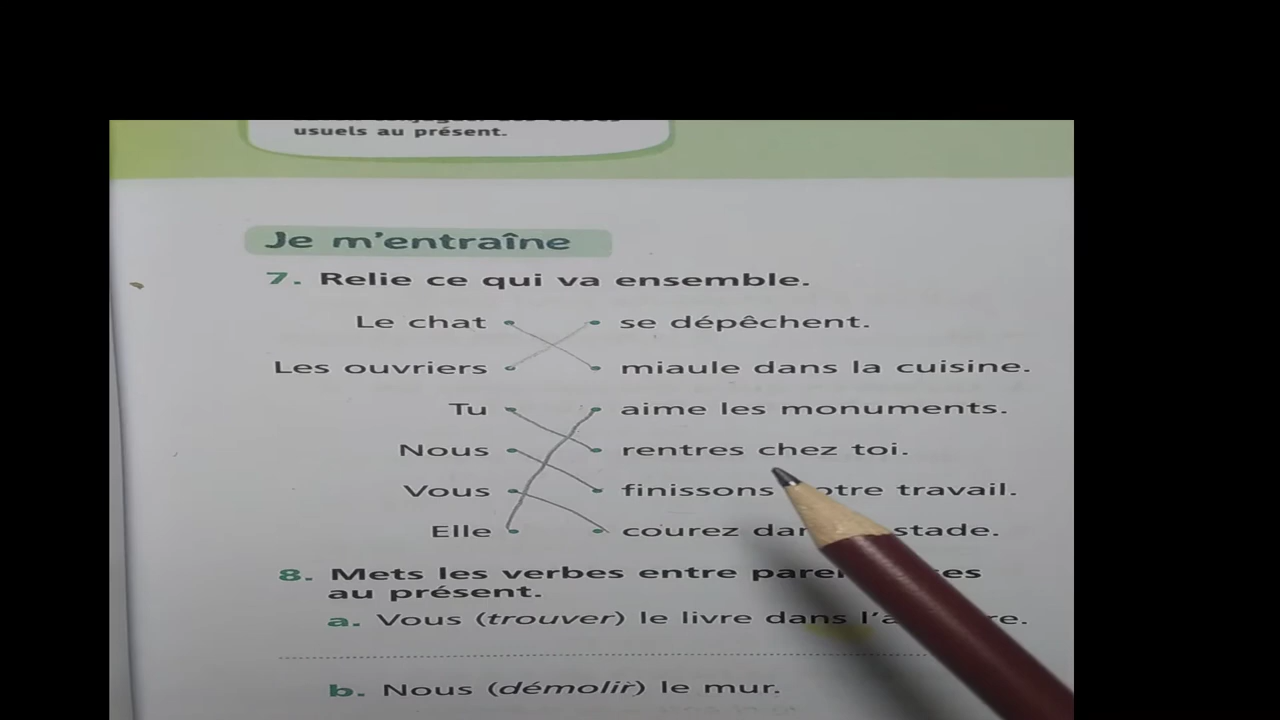 usuels au présent.
Je m'entraîne
7. Relie ce qui va ensemble.
Le chat se dépêchent.
Les ouvriers miaule dans la cuisine.
Tu aime les monuments.
Nous rentres chez toi.
Vous finissons travail.
Elle courez stade.
8. Mets les verbes entre
au présent.
a. Vous (trouver) le livre dans
b. Nous (démolir) le mur.